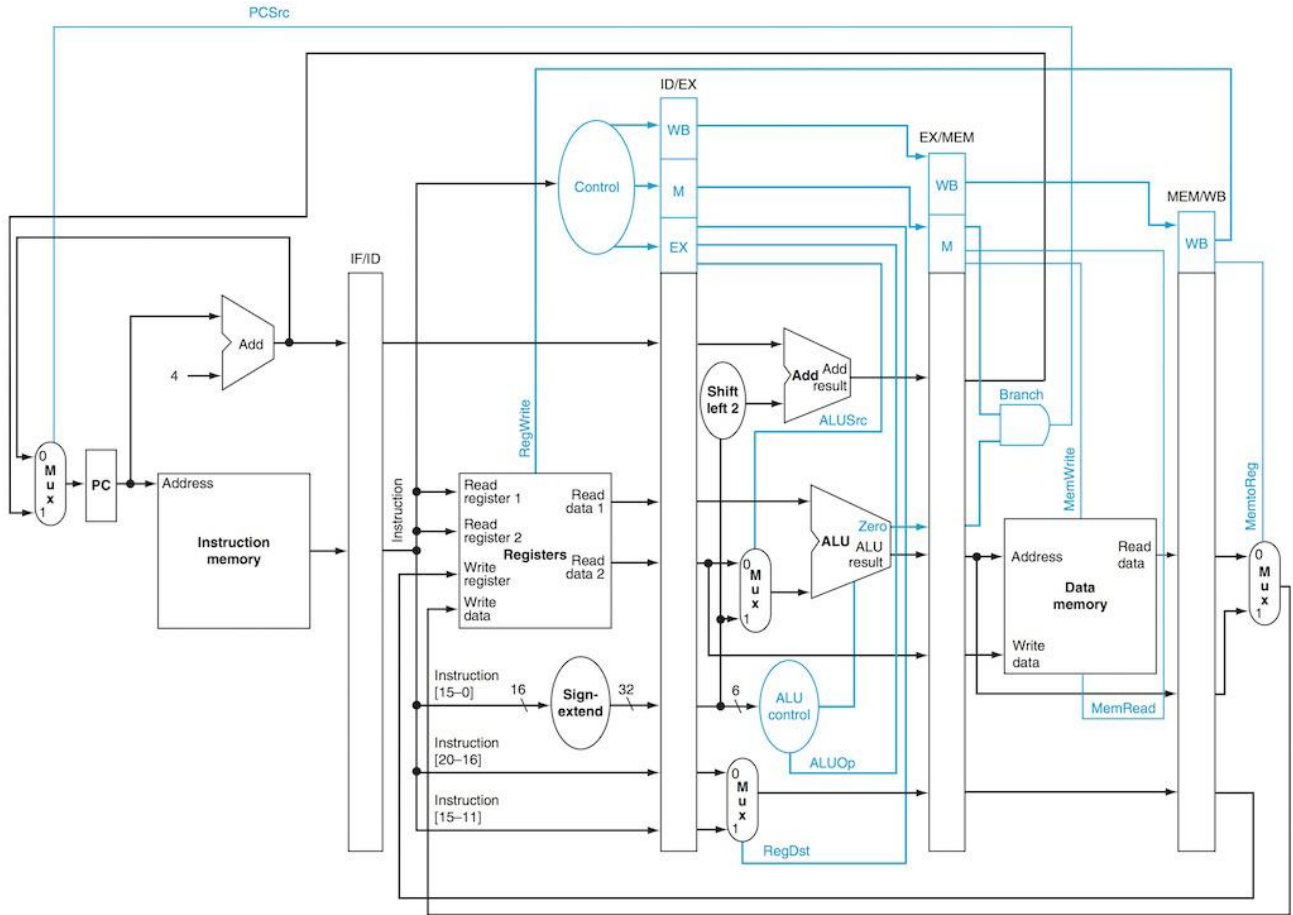 PCSrc
ID/EX
WB
EX/MEM
Control
M
WB
MEM/WB
EX
M
WB
IF/ID
Add
4
Shift
left 2
Add
Add
result
Branch
ALUSrc
RegWrite
MemWrite
MemtoReg
0
M
u
x
1
PC
Address
Instruction
memory
Instruction
Read
register 1
Read
register 2
Write
register
Write
data
Registers
Read
data 1
Read
data 2
0
M
u
x
1
Zero
ALU
ALU
result
Address
Read
data
Data
memory
Write
data
0
M
u
x
1
MemRead
Instruction
[15–0]
16
Sign-
extend
32
6
ALU
control
ALUOp
Instruction
[20–16]
Instruction
[15–11]
0
M
u
x
1
RegDst